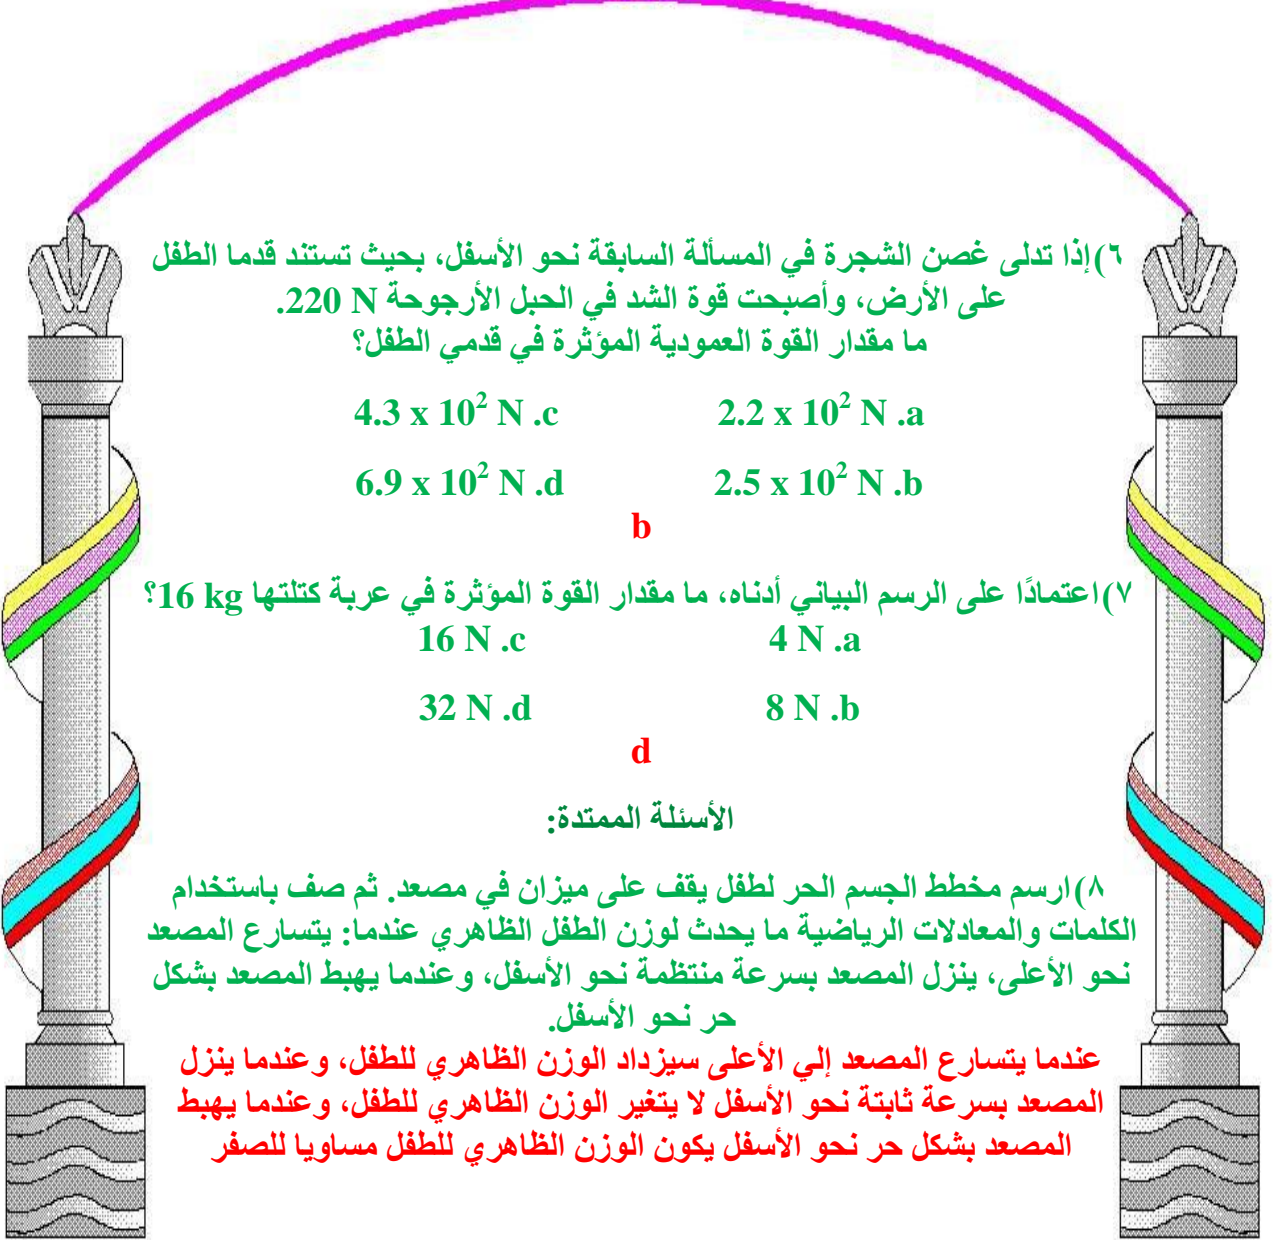 ٦)إذا تدلى غصن الشجرة في المسألة السابقة نحو الأسفل، بحيث تستند قدما الطفل
على الأرض، وأصبحت قوة الشد في الحبل الأرجوحة 220 N.
ما مقدار القوة العمودية المؤثرة في قدمي الطفل؟
2.2 x 10² N .a 4.3 x 10² N .c
2.5 x 10² N .b 6.9 x 10² N .d
b
٧)اعتمادًا على الرسم البياني أدناه، ما مقدار القوة المؤثرة في عربة كتلتها 16 kg؟
4 N .a 16 N .c
8 N .b 32 N .d
d
الأسئلة الممتدة:
٨)ارسم مخطط الجسم الحر لطفل يقف على ميزان في مصعد. ثم صف باستخدام
الكلمات والمعادلات الرياضية ما يحدث لوزن الطفل الظاهري عندما: يتسارع المصعد
نحو الأعلى، ينزل المصعد بسرعة منتظمة نحو الأسفل، وعندما يهبط المصعد بشكل
حر نحو الأسفل.
عندما يتسارع المصعد إلي الأعلى سيزداد الوزن الظاهري للطفل، وعندما ينزل
المصعد بسرعة ثابتة نحو الأسفل لا يتغير الوزن الظاهري للطفل، وعندما يهبط
المصعد بشكل حر نحو الأسفل يكون الوزن الظاهري للطفل مساويا للصفر